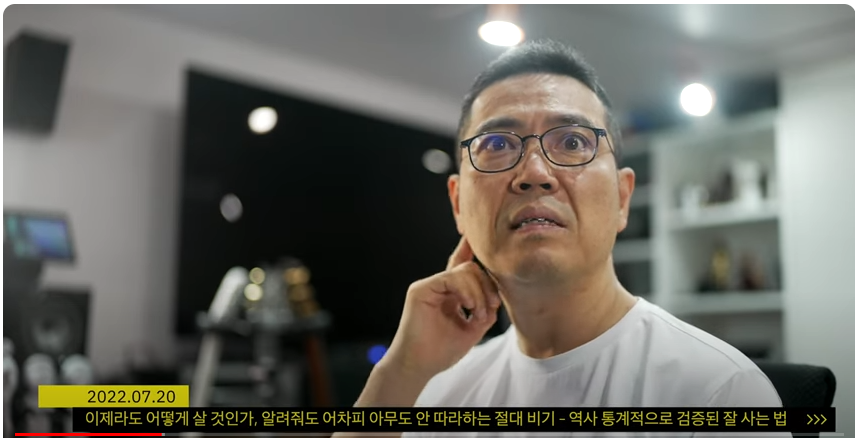 2022.07.20
이제라도 어떻게 살 것인가, 알려줘도 어차피 아무도 안 따라하는 절대 비기 - 역사 통계적으로 검증된 잘 사는 법 >>>